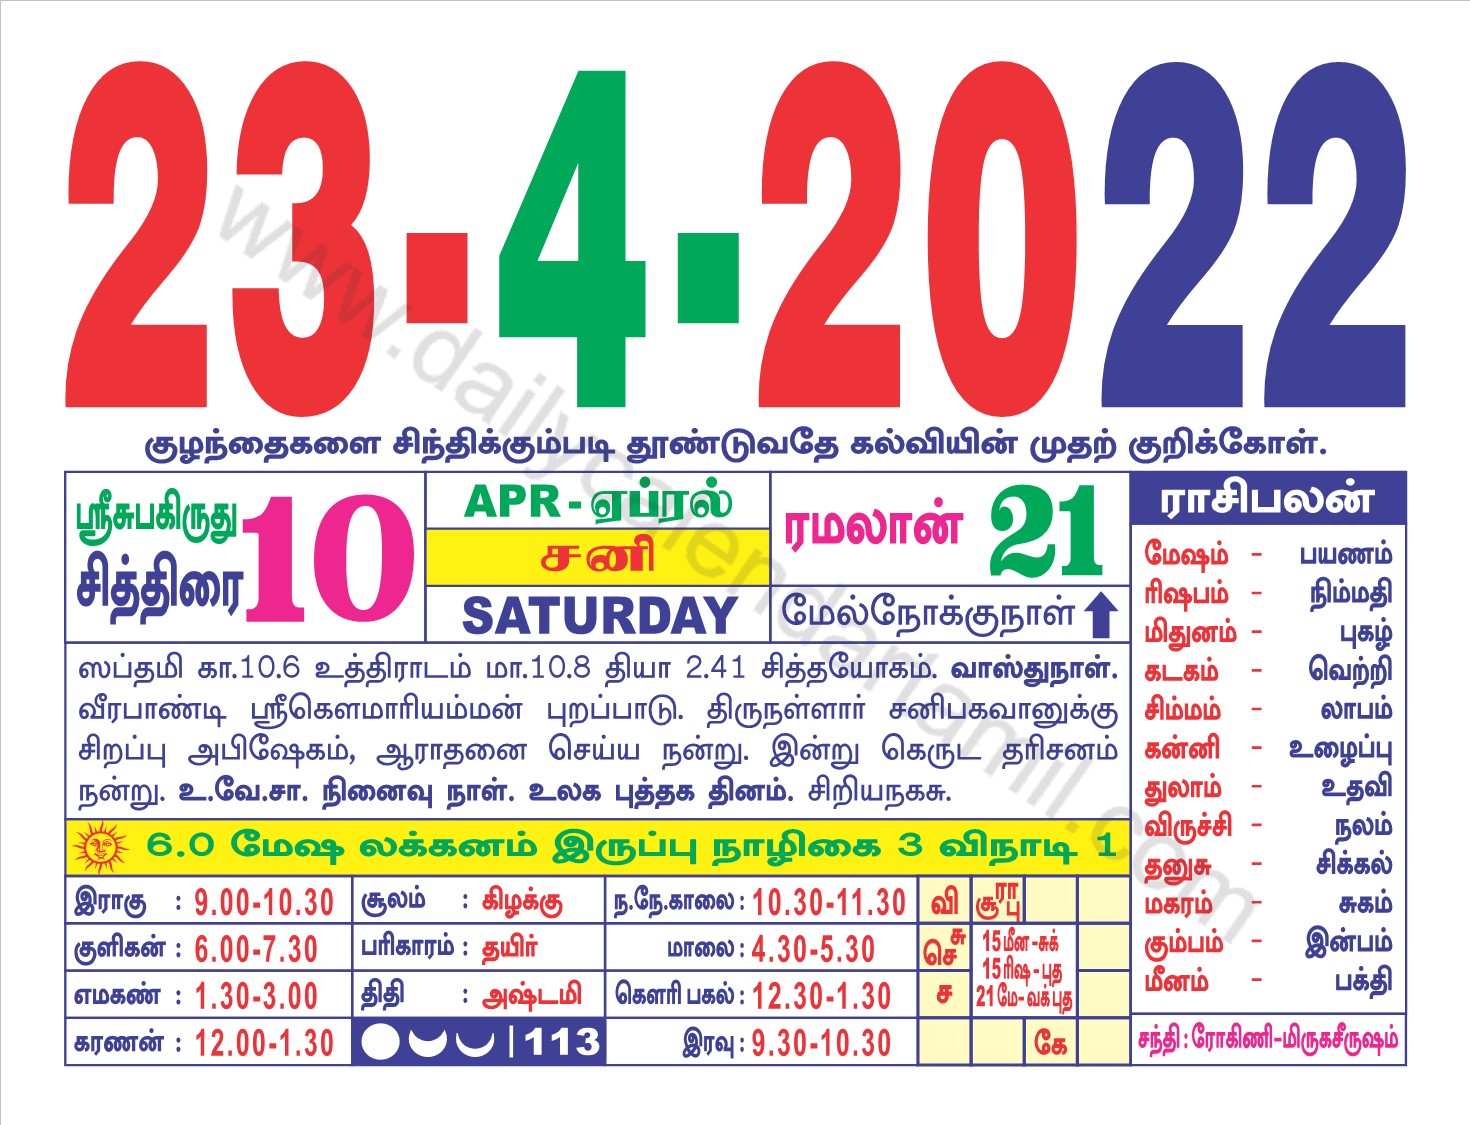 23-4-2022
குழந்தைகளை சிந்திக்கும்படி தூண்டுவதே கல்வியின் முதற் குறிக்கோள்.
ஸ்ரீசுபகிருது
சித்திரை 10
APR - ஏப்ரல்
சனி
SATURDAY
ரமலான் 21
மேல்நோக்குநாள்
ஸப்தமி கா.10.6 உத்திராடம் மா.10.8 தியா 2.41 சித்தயோகம். வாஸ்துநாள்.
வீரபாண்டி ஸ்ரீகௌமாரியம்மன் புறப்பாடு. திருநள்ளார் சனிபகவானுக்கு
சிறப்பு அபிஷேகம், ஆராதனை செய்ய நன்று. இன்று கெருட தரிசனம்
நன்று. உ.வே.சா. நினைவு நாள். உலக புத்தக தினம். சிறியநகசு.
6.0 மேஷ லக்கனம் இருப்பு நாழிகை 3 விநாடி 1
இராகு : 9.00-10.30
குளிகன் : 6.00-7.30
எமகண் : 1.30-3.00
கரணன் : 12.00-1.30
சூலம் : கிழக்கு
பரிகாரம் : தயிர்
திதி : அஷ்டமி
|113
ந.நே.காலை : 10.30-11.30
மாலை : 4.30-5.30
கௌரி பகல் : 12.30-1.30
இரவு : 9.30-10.30
வி
சூ ரா பு
செ சு
ச
15 மீன -சுக்
15 ரிஷ - புத
21 மே- வக் புத
கே
ராசிபலன்
மேஷம் - பயணம்
ரிஷபம் - நிம்மதி
மிதுனம் - புகழ்
கடகம் - வெற்றி
சிம்மம் - லாபம்
கன்னி - உழைப்பு
துலாம் - உதவி
விருச்சி - நலம்
தனுசு - சிக்கல்
மகரம் - சுகம்
கும்பம் - இன்பம்
மீனம் - பக்தி
சந்தி : ரோகிணி-மிருகசீருஷம்
www.dailycalendartamil.com